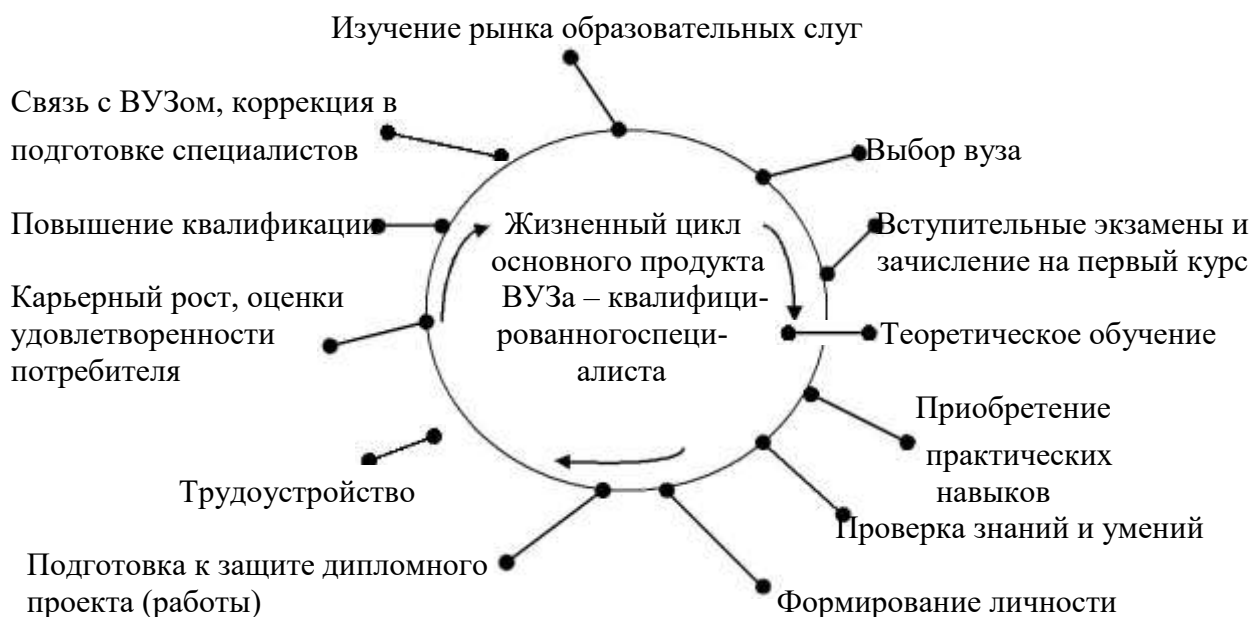 Изучение рынка образовательных слуг
Связь с ВУЗом, коррекция в
подготовке специалистов
Выбор вуза
Повышение квалификации
Жизненный цикл
основного продукта
ВУЗа – квалифици-
рованногоспеци-
алиста
Вступительные экзамены и
зачисление на первый курс
Карьерный рост, оценки
удовлетворенности
потребителя
Теоретическое обучение
Приобретение
практических
навыков
Трудоустройство
Проверка знаний и умений
Подготовка к защите дипломного
проекта (работы)
Формирование личности